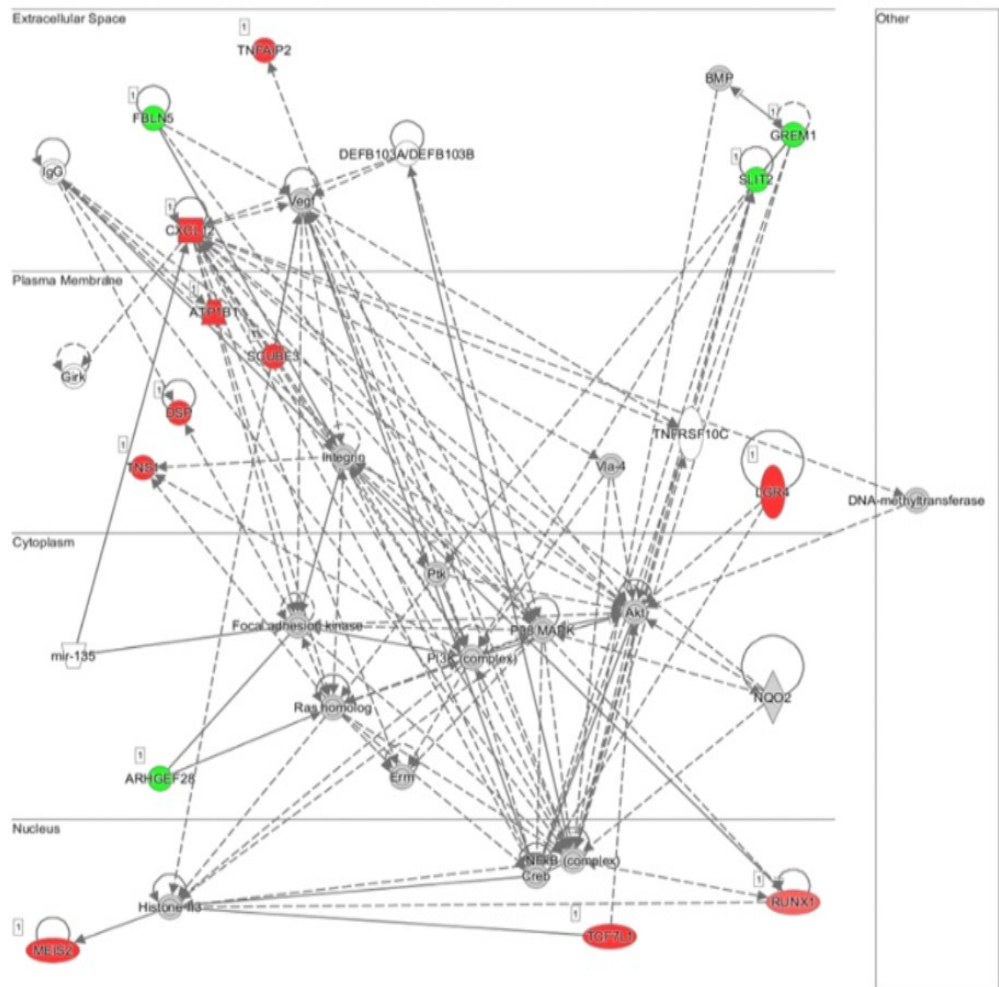 Extracellular Space
Other
1
TNFAIP2
BMP
1
FBLN5
1
GREM1
DEFB103A/DEFB103B
IgG
1
SLIT2
Vegf
1
CXCL12
Plasma Membrane
1
ATP1B1
SCUBE3
Girk
1
DSP
TNFRSF10C
1
TNS1
Integrin
Vla-4
1
LGR4
DNA-methyltransferase
Cytoplasm
Ptk
Akt
Focal adhesion kinase
P38 MAPK
mir-135
PI3K (complex)
NQO2
Ras homolog
1
ARHGEF28
Erm
Nucleus
NFkB (complex)
Creb
1
RUNX1
Histone h3
1
TCF7L1
1
MEIS2